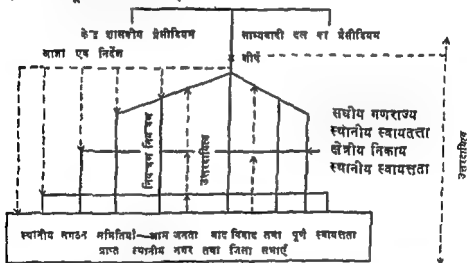 केन्द्र शासकीय प्रेसीडियम
साम्यवादी दल का प्रेसीडियम
आज्ञा एवं निर्देश
शीर्ष
नियन्त्रण
उत्तरदायित्व
संघीय गणराज्य
स्थानीय स्वायत्तता
क्षेत्रीय निकाय
स्थानीय स्वायत्तता
उत्तरदायित्व
स्थानीय संगठन समितियाँ—आम जनता वाद विवाद तथा पूर्ण स्वायत्तता
प्राप्त स्थानीय नगर तथा जिला सभाएँ